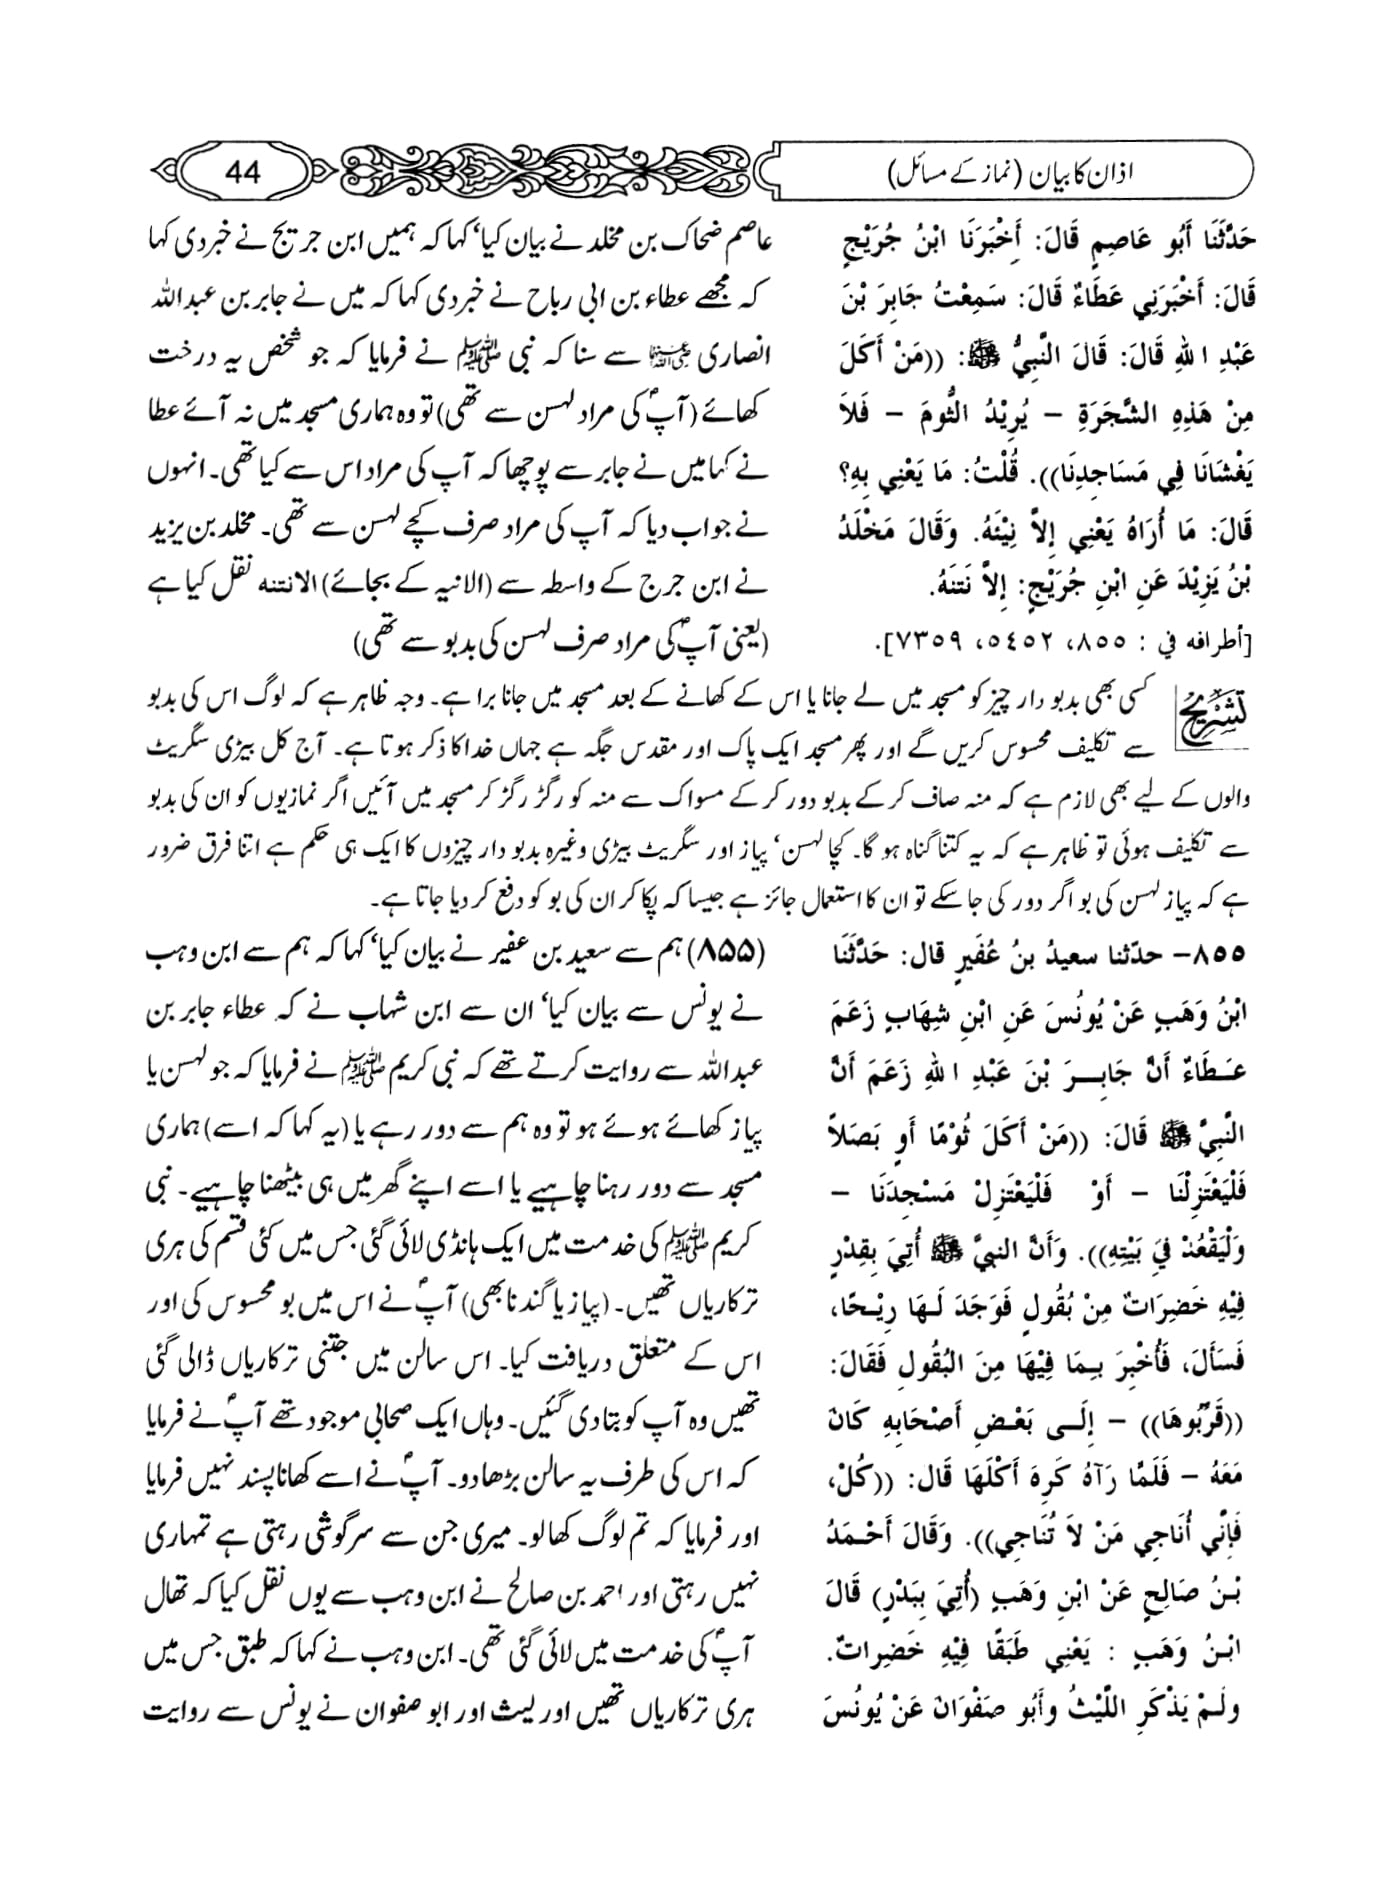 اذان کا بیان (نماز کے مسائل)
44
حَدَّثَنَا أَبُو عَاصِمٍ قَالَ: أَخْبَرَنَا ابْنُ جُرَيْجٍ
قَالَ: أَخْبَرَنِي عَطَاءٌ قَالَ: سَمِعْتُ جَابِرَ بْنَ
عَبْدِ اللهِ قَالَ: قَالَ النَّبِيُّ ﷺ: ((مَنْ أَكَلَ
مِنْ هَذِهِ الشَّجَرَةِ – يُرِيْدُ الثُّومَ – فَلاَ
يَغْشَانَا فِي مَسَاجِدِنَا)). قُلْتُ: مَا يَعْنِي بِهِ؟
قَالَ: مَا أُرَاهُ يَعْنِي إِلاَّ نِيْئَهُ. وَقَالَ مَخْلَدُ
بْنُ يَزِيْدَ عَنِ ابْنِ جُرَيْجٍ: إِلاَّ نَتنَهُ.
[أطرافه في : ٨٥٥، ٥٤٥٢، ٧٣٥٩].
عاصم ضحاک بن مخلد نے بیان کیا‘ کہا کہ ہمیں ابن جریج نے خبر دی کہا
کہ مجھے عطاء بن ابی رباح نے خبر دی کہا کہ میں نے جابر بن عبداللہ
انصاری رضی اللہ عنہما سے سنا کہ نبی ﷺ نے فرمایا کہ جو شخص یہ درخت
کھائے (آپؐ کی مراد لہسن سے تھی) تو وہ ہماری مسجد میں نہ آئے عطا
نے کہا میں نے جابر سے پوچھا کہ آپ کی مراد اس سے کیا تھی۔ انہوں
نے جواب دیا کہ آپ کی مراد صرف کچے لہسن سے تھی۔ مخلد بن یزید
نے ابن جرج کے واسطہ سے (الانیہ کے بجائے) الانتنہ نقل کیا ہے
(یعنی آپؐ کی مراد صرف لہسن کی بدبو سے تھی)
تشریح
کسی بھی بدبو دار چیز کو مسجد میں لے جانا یا اس کے کھانے کے بعد مسجد میں جانا برا ہے۔ وجہ ظاہر ہے کہ لوگ اس کی بدبو
سے تکلیف محسوس کریں گے اور پھر مسجد ایک پاک اور مقدس جگہ ہے جہاں خدا کا ذکر ہوتا ہے۔ آج کل بیڑی سگریٹ
والوں کے لیے بھی لازم ہے کہ منہ صاف کر کے بدبو دور کر کے مسواک سے منہ کو رگڑ رگڑ کر مسجد میں آئیں اگر نمازیوں کو ان کی بدبو
سے تکلیف ہوئی تو ظاہر ہے کہ یہ کتنا گناہ ہو گا۔ کچا لہسن‘ پیاز اور سگریٹ بیڑی وغیرہ بدبو دار چیزوں کا ایک ہی حکم ہے اتنا فرق ضرور
ہے کہ پیاز لہسن کی بو اگر دور کی جا سکے تو ان کا استعمال جائز ہے جیسا کہ پکا کر ان کی بو کو دفع کر دیا جاتا ہے۔
٨٥٥– حدّثنا سعيدُ بنُ عُفَيرٍ قال: حَدَّثَنَا
ابْنُ وَهَبٍ عَنْ يُونُسَ عَنِ ابْنِ شِهَابٍ زَعَمَ
عَطَاءٌ أَنَّ جَابِرَ بْنَ عَبْدِ اللهِ زَعَمَ أَنَّ
النَّبِيَّ ﷺ قَالَ: ((مَنْ أَكَلَ ثُوْمًا أَوِ بَصَلاً
فَلْيَعْتَزِلْنَا – أَوْ فَلْيَعْتَزِلْ مَسْجِدَنَا –
وَلْيَقْعُدْ فِيَ بَيْتِهِ)). وَأَنَّ النبيَّ ﷺ أُتِيَ بِقِدْرٍ
فِيْهِ خَضِرَاتٌ مِنْ بُقُولٍ فَوَجَدَ لَهَا رِيْحًا،
فَسَأَلَ، فَأُخْبِرَ بِمَا فِيْهَا مِنَ البُقُولِ فَقَالَ:
((قَرِّبُوهَا)) – إِلَى بَعْضِ أَصْحَابِهِ كَانَ
مَعَهُ – فَلَمَّا رَآهُ كَرِهَ أَكْلَهَا قَالَ: ((كُلْ،
فَإِنِّي أُنَاجِي مَنْ لاَ تُنَاجِي)). وَقَالَ أَحْمَدُ
بْنُ صَالِحٍ عَنْ ابْنِ وَهَبٍ (أُتِيَ بِبَدْرٍ) قَالَ
ابْنُ وَهَبٍ : يَعْنِي طَبَقًا فِيْهِ خَضِرَاتٌ.
ولَمْ يَذْكَرِ اللَّيْثُ وأَبُو صَفْوَانَ عَنْ يُونُسَ
(۸۵۵) ہم سے سعید بن عفیر نے بیان کیا‘ کہا کہ ہم سے ابن وہب
نے یونس سے بیان کیا‘ ان سے ابن شہاب نے کہ عطاء جابر بن
عبداللہ سے روایت کرتے تھے کہ نبی کریم ﷺ نے فرمایا کہ جو لہسن یا
پیاز کھائے ہوئے ہو تو وہ ہم سے دور رہے یا (یہ کہا کہ اسے) ہماری
مسجد سے دور رہنا چاہیے یا اسے اپنے گھر میں ہی بیٹھنا چاہیے۔ نبی
کریم ﷺ کی خدمت میں ایک ہانڈی لائی گئی جس میں کئی قسم کی ہری
ترکاریاں تھیں۔ (پیاز یا گندنا بھی) آپؐ نے اس میں بو محسوس کی اور
اس کے متعلق دریافت کیا۔ اس سالن میں جتنی ترکاریاں ڈالی گئی
تھیں وہ آپ کو بتا دی گئیں۔ وہاں ایک صحابی موجود تھے آپؐ نے فرمایا
کہ اس کی طرف یہ سالن بڑھا دو۔ آپؐ نے اسے کھانا پسند نہیں فرمایا
اور فرمایا کہ تم لوگ کھا لو۔ میری جن سے سرگوشی رہتی ہے تمہاری
نہیں رہتی اور احمد بن صالح نے ابن وہب سے یوں نقل کیا کہ تھال
آپؐ کی خدمت میں لائی گئی تھی۔ ابن وہب نے کہا کہ طبق جس میں
ہری ترکاریاں تھیں اور لیث اور ابو صفوان نے یونس سے روایت